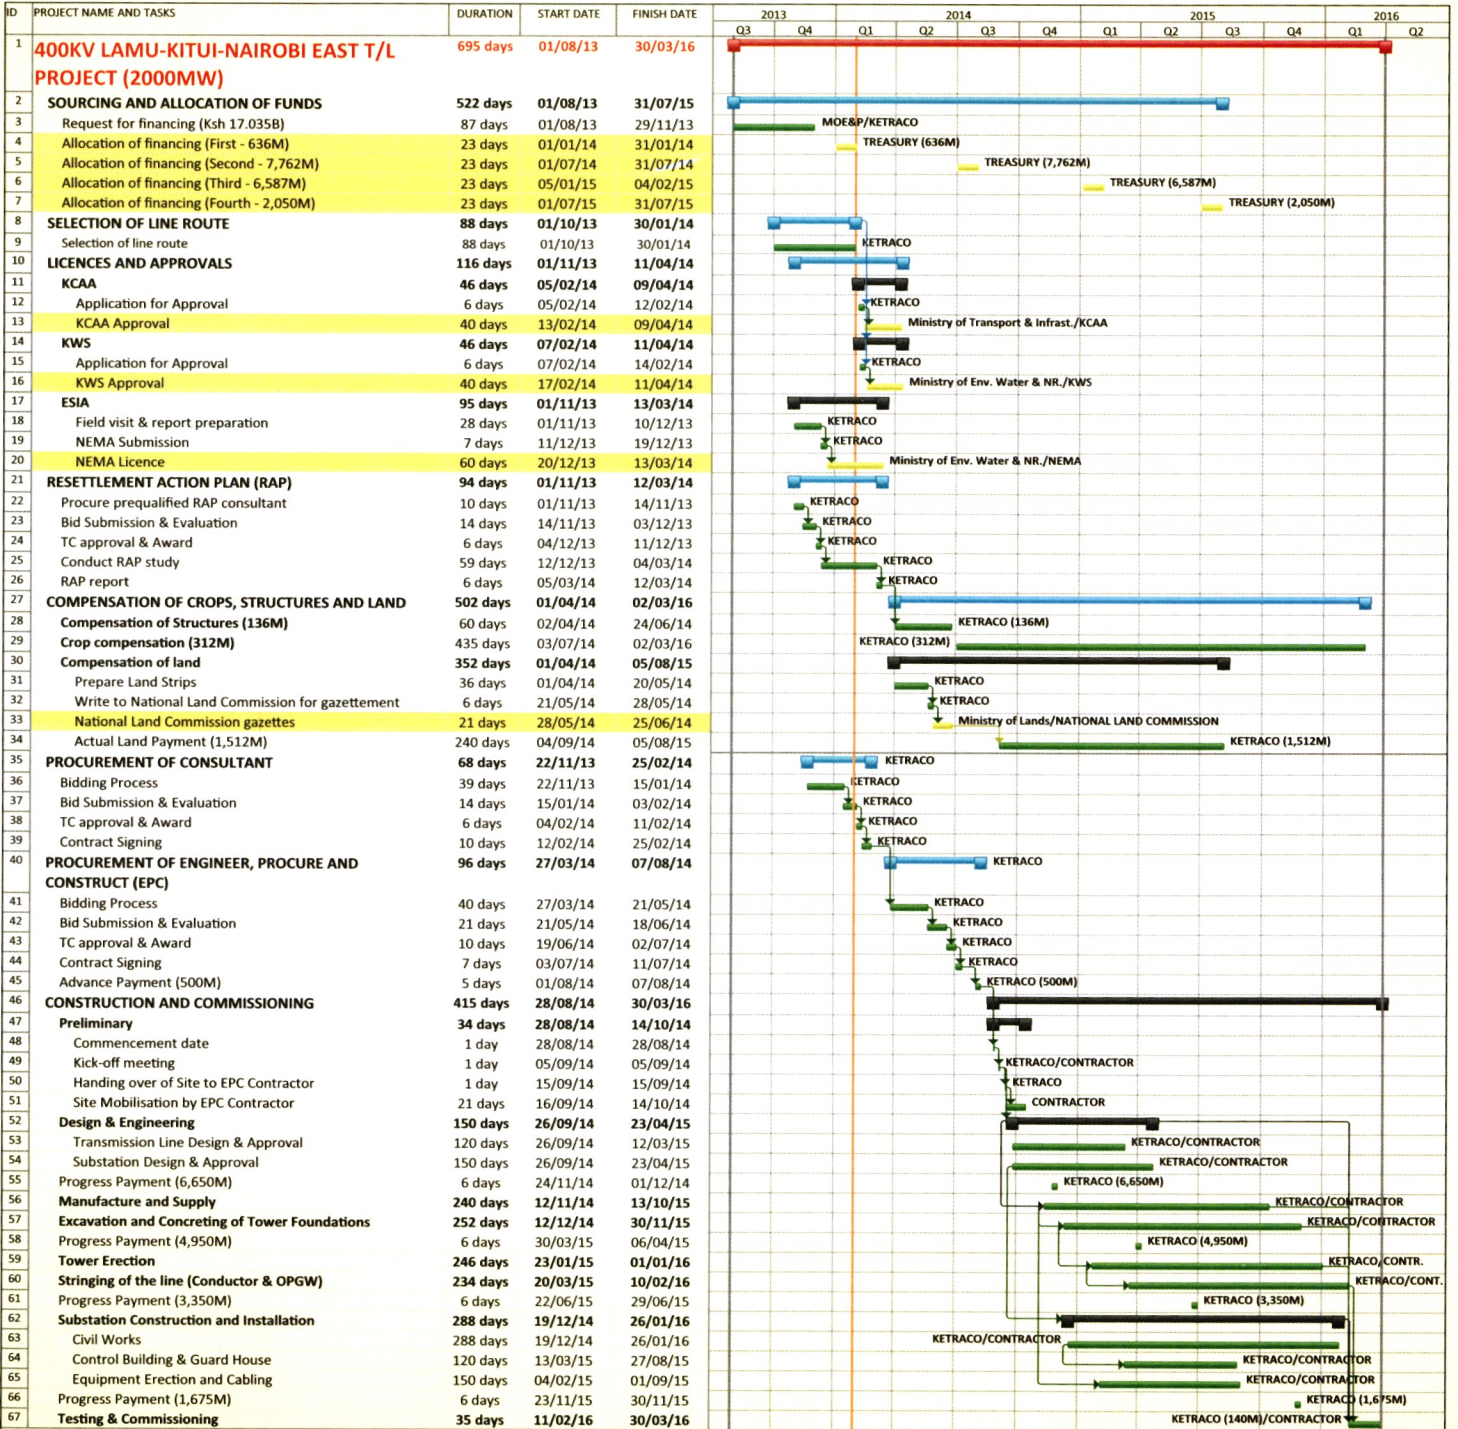 ID PROJECT NAME AND TASKS DURATION START DATE FINISH DATE 2013 2014 2015 2016
Q3 Q4 Q1 Q2 Q3 Q4 Q1 Q2 Q3 Q4 Q1 Q2
1 400KV LAMU-KITUI-NAIROBI EAST T/L 695 days 01/08/13 30/03/16
PROJECT (2000MW)
2 SOURCING AND ALLOCATION OF FUNDS 522 days 01/08/13 31/07/15
3 Request for financing (Ksh 17.035B) 87 days 01/08/13 29/11/13 MOE&P/KETRACO
4 Allocation of financing (First - 636M) 23 days 01/01/14 31/01/14 TREASURY (636M)
5 Allocation of financing (Second - 7,762M) 23 days 01/07/14 31/07/14 TREASURY (7,762M)
6 Allocation of financing (Third - 6,587M) 23 days 05/01/15 04/02/15 TREASURY (6,587M)
7 Allocation of financing (Fourth - 2,050M) 23 days 01/07/15 31/07/15 TREASURY (2,050M)
8 SELECTION OF LINE ROUTE 88 days 01/10/13 30/01/14
9 Selection of line route 88 days 01/10/13 30/01/14 KETRACO
10 LICENCES AND APPROVALS 116 days 01/11/13 11/04/14
11 KCAA 46 days 05/02/14 09/04/14
12 Application for Approval 6 days 05/02/14 12/02/14 KETRACO
13 KCAA Approval 40 days 13/02/14 09/04/14 Ministry of Transport & Infrast./KCAA
14 KWS 46 days 07/02/14 11/04/14
15 Application for Approval 6 days 07/02/14 14/02/14 KETRACO
16 KWS Approval 40 days 17/02/14 11/04/14 Ministry of Env. Water & NR./KWS
17 ESIA 95 days 01/11/13 13/03/14
18 Field visit & report preparation 28 days 01/11/13 10/12/13 KETRACO
19 NEMA Submission 7 days 11/12/13 19/12/13 KETRACO
20 NEMA Licence 60 days 20/12/13 13/03/14 Ministry of Env. Water & NR./NEMA
21 RESETTLEMENT ACTION PLAN (RAP) 94 days 01/11/13 12/03/14
22 Procure prequalified RAP consultant 10 days 01/11/13 14/11/13 KETRACO
23 Bid Submission & Evaluation 14 days 14/11/13 03/12/13 KETRACO
24 TC approval & Award 6 days 04/12/13 11/12/13 KETRACO
25 Conduct RAP study 59 days 12/12/13 04/03/14 KETRACO
26 RAP report 6 days 05/03/14 12/03/14 KETRACO
27 COMPENSATION OF CROPS, STRUCTURES AND LAND 502 days 01/04/14 02/03/16
28 Compensation of Structures (136M) 60 days 02/04/14 24/06/14 KETRACO (136M)
29 Crop compensation (312M) 435 days 03/07/14 02/03/16 KETRACO (312M)
30 Compensation of land 352 days 01/04/14 05/08/15
31 Prepare Land Strips 36 days 01/04/14 20/05/14 KETRACO
32 Write to National Land Commission for gazettement 6 days 21/05/14 28/05/14 KETRACO
33 National Land Commission gazettes 21 days 28/05/14 25/06/14 Ministry of Lands/NATIONAL LAND COMMISSION
34 Actual Land Payment (1,512M) 240 days 04/09/14 05/08/15 KETRACO (1,512M)
35 PROCUREMENT OF CONSULTANT 68 days 22/11/13 25/02/14 KETRACO
36 Bidding Process 39 days 22/11/13 15/01/14 KETRACO
37 Bid Submission & Evaluation 14 days 15/01/14 03/02/14 KETRACO
38 TC approval & Award 6 days 04/02/14 11/02/14 KETRACO
39 Contract Signing 10 days 12/02/14 25/02/14 KETRACO
40 PROCUREMENT OF ENGINEER, PROCURE AND 96 days 27/03/14 07/08/14 KETRACO
CONSTRUCT (EPC)
41 Bidding Process 40 days 27/03/14 21/05/14 KETRACO
42 Bid Submission & Evaluation 21 days 21/05/14 18/06/14 KETRACO
43 TC approval & Award 10 days 19/06/14 02/07/14 KETRACO
44 Contract Signing 7 days 03/07/14 11/07/14 KETRACO
45 Advance Payment (500M) 5 days 01/08/14 07/08/14 KETRACO (500M)
46 CONSTRUCTION AND COMMISSIONING 415 days 28/08/14 30/03/16
47 Preliminary 34 days 28/08/14 14/10/14
48 Commencement date 1 day 28/08/14 28/08/14
49 Kick-off meeting 1 day 05/09/14 05/09/14 KETRACO/CONTRACTOR
50 Handing over of Site to EPC Contractor 1 day 15/09/14 15/09/14 KETRACO
51 Site Mobilisation by EPC Contractor 21 days 16/09/14 14/10/14 CONTRACTOR
52 Design & Engineering 150 days 26/09/14 23/04/15
53 Transmission Line Design & Approval 120 days 26/09/14 12/03/15 KETRACO/CONTRACTOR
54 Substation Design & Approval 150 days 26/09/14 23/04/15 KETRACO/CONTRACTOR
55 Progress Payment (6,650M) 6 days 24/11/14 01/12/14 KETRACO (6,650M)
56 Manufacture and Supply 240 days 12/11/14 13/10/15 KETRACO/CONTRACTOR
57 Excavation and Concreting of Tower Foundations 252 days 12/12/14 30/11/15 KETRACO/CONTRACTOR
58 Progress Payment (4,950M) 6 days 30/03/15 06/04/15 KETRACO (4,950M)
59 Tower Erection 246 days 23/01/15 01/01/16 KETRACO/CONTR.
60 Stringing of the line (Conductor & OPGW) 234 days 20/03/15 10/02/16 KETRACO/CONT.
61 Progress Payment (3,350M) 6 days 22/06/15 29/06/15 KETRACO (3,350M)
62 Substation Construction and Installation 288 days 19/12/14 26/01/16
63 Civil Works 288 days 19/12/14 26/01/16 KETRACO/CONTRACTOR
64 Control Building & Guard House 120 days 13/03/15 27/08/15 KETRACO/CONTRACTOR
65 Equipment Erection and Cabling 150 days 04/02/15 01/09/15 KETRACO/CONTRACTOR
66 Progress Payment (1,675M) 6 days 23/11/15 30/11/15 KETRACO (1,675M)
67 Testing & Commissioning 35 days 11/02/16 30/03/16 KETRACO (140M)/CONTRACTOR